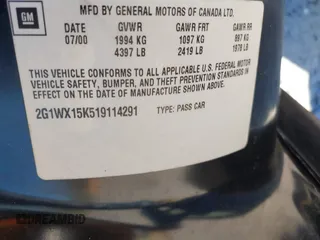 GM
MFD BY GENERAL MOTORS OF CANADA LTD.
DATE GVWR GAWR FRT GAWR RR
07/00 1994 KG 1097 KG 897 KG
4397 LB 2419 LB 1978 LB
THIS VEHICLE CONFORMS TO ALL APPLICABLE U.S. FEDERAL MOTOR
VEHICLE SAFETY, BUMPER, AND THEFT PREVENTION STANDARDS IN
EFFECT ON THE DATE OF MANUFACTURE SHOWN ABOVE.
2G1WX15K519114291 TYPE: PASS CAR
DREAMBID